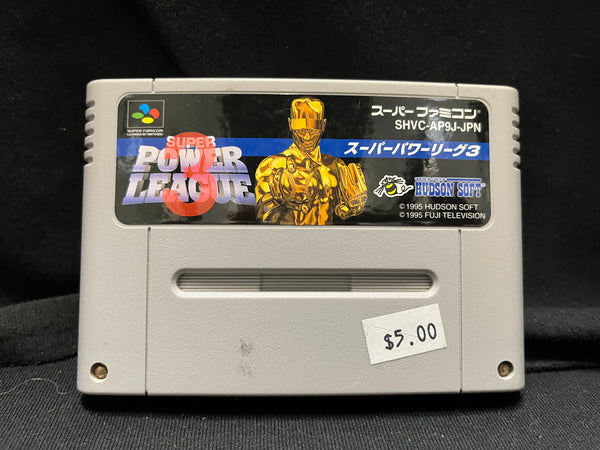 SUPER FAMICOM
LICENSED BY NINTENDO
SUPER
POWER
LEAGUE
3
スーパーファミコン®
SHVC-AP9J-JPN
スーパーパワーリーグ3
HUDSON SOFT®
© 1995 HUDSON SOFT
© 1995 FUJI TELEVISION
$5.00